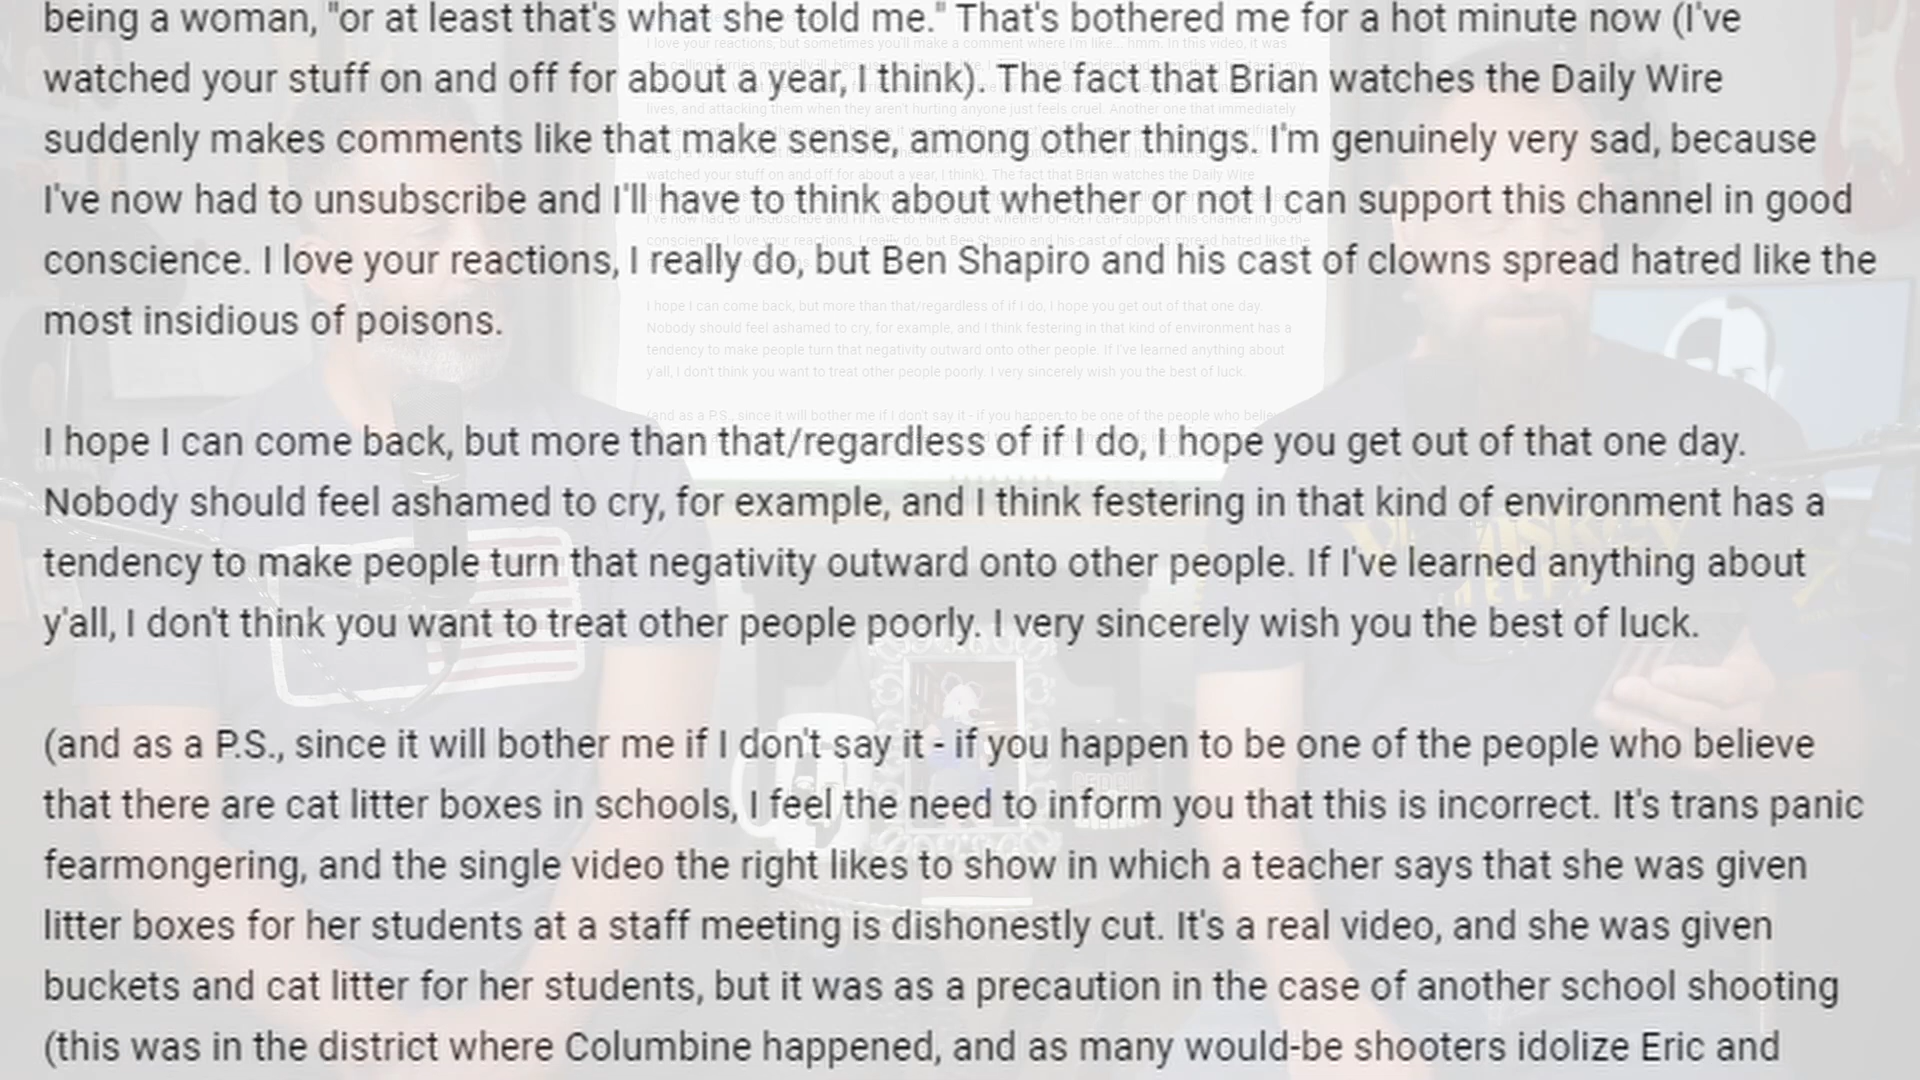 being a woman, "or at least that's what she told me." That's bothered me for a hot minute now (I've
watched your stuff on and off for about a year, I think). The fact that Brian watches the Daily Wire
suddenly makes comments like that make sense, among other things. I'm genuinely very sad, because
I've now had to unsubscribe and I'll have to think about whether or not I can support this channel in good
conscience. I love your reactions, I really do, but Ben Shapiro and his cast of clowns spread hatred like the
most insidious of poisons.
I hope I can come back, but more than that/regardless of if I do, I hope you get out of that one day.
Nobody should feel ashamed to cry, for example, and I think festering in that kind of environment has a
tendency to make people turn that negativity outward onto other people. If I've learned anything about
y'all, I don't think you want to treat other people poorly. I very sincerely wish you the best of luck.
(and as a P.S., since it will bother me if I don't say it - if you happen to be one of the people who believe
that there are cat litter boxes in schools, I feel the need to inform you that this is incorrect. It's trans panic
fearmongering, and the single video the right likes to show in which a teacher says that she was given
litter boxes for her students at a staff meeting is dishonestly cut. It's a real video, and she was given
buckets and cat litter for her students, but it was as a precaution in the case of another school shooting
(this was in the district where Columbine happened, and as many would-be shooters idolize Eric and